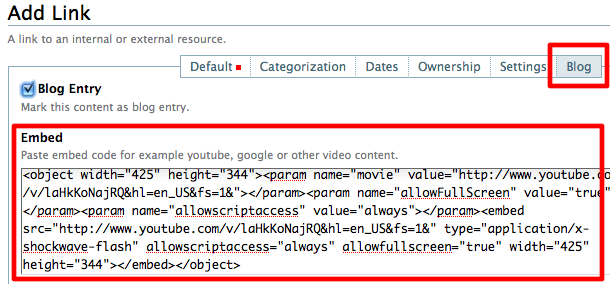 Add Link
A link to an internal or external resource.
Default Categorization Dates Ownership Settings Blog
Blog Entry
Mark this content as blog entry.
Embed
Paste embed code for example youtube, google or other video content.
<object width="425" height="344"><param name="movie" value="http://www.youtube.co
/v/laHkKoNajRQ&hl=en_US&fs=1&"></param><param name="allowFullScreen" value="true"
</param><param name="allowscriptaccess" value="always"></param><embed
src="http://www.youtube.com/v/laHkKoNajRQ&hl=en_US&fs=1&" type="application/x-
shockwave-flash" allowscriptaccess="always" allowfullscreen="true" width="425"
height="344"></embed></object>